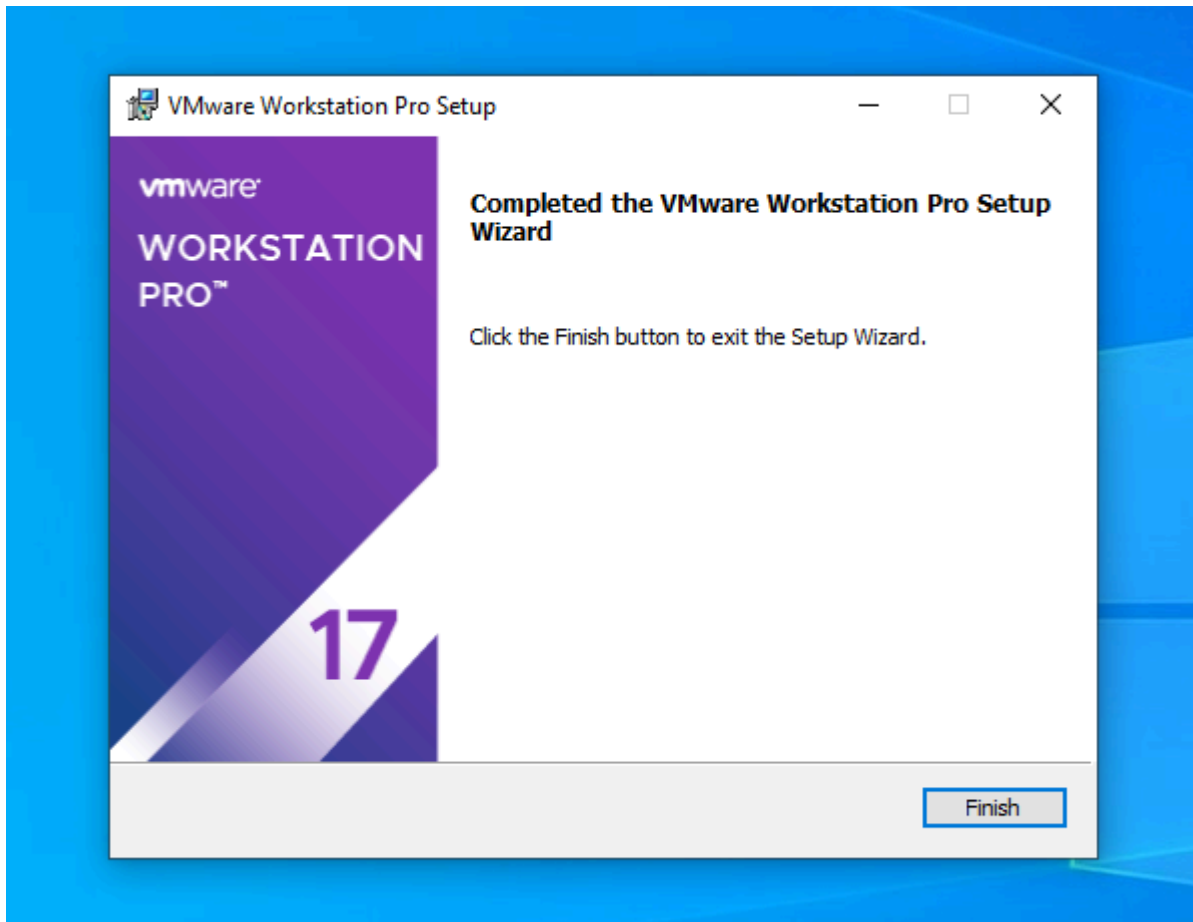 VMware Workstation Pro Setup
vmware®
WORKSTATION
PRO™
Completed the VMware Workstation Pro Setup
Wizard
Click the Finish button to exit the Setup Wizard.
17
Finish